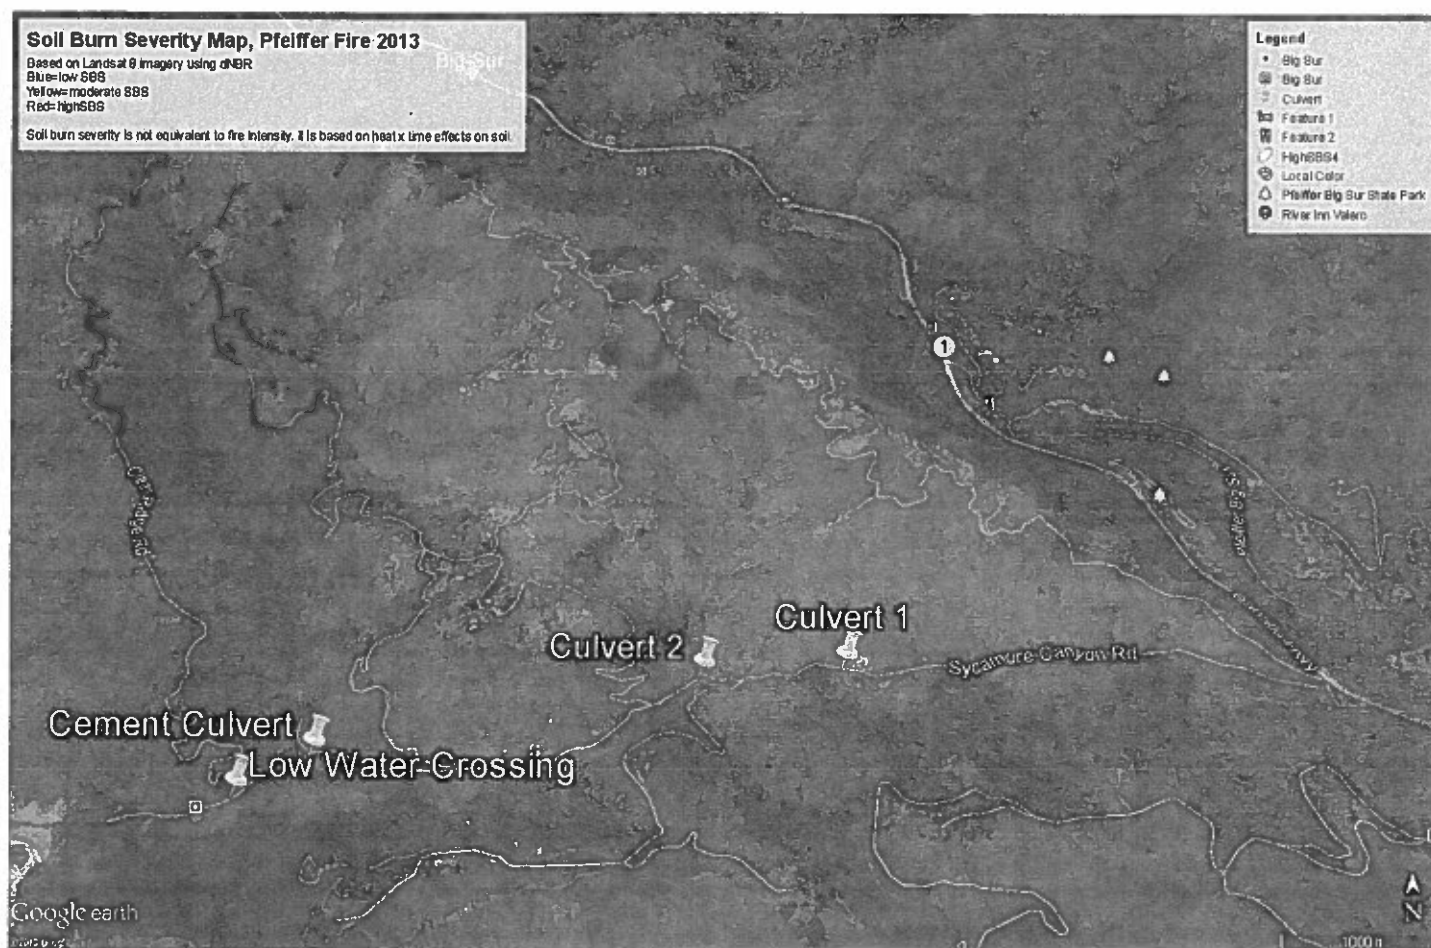 Soil Burn Severity Map, Pfeiffer Fire 2013
Based on Landsat 8 imagery using dNBR
Blue=low SBS
Yellow=moderate SBS
Red=highSBS
Soil burn severity is not equivalent to fire intensity. It is based on heat x time effects on soil.
Big Sur
Legend
Big Sur
Big Sur
Culvert
Feature 1
Feature 2
HighSBS4
Local Color
Pfeiffer Big Sur State Park
River Inn Valero
1
Culvert 1
Culvert 2
Sycamore Canyon Rd
Cement Culvert
Low Water Crossing
Google earth
N
1000 ft